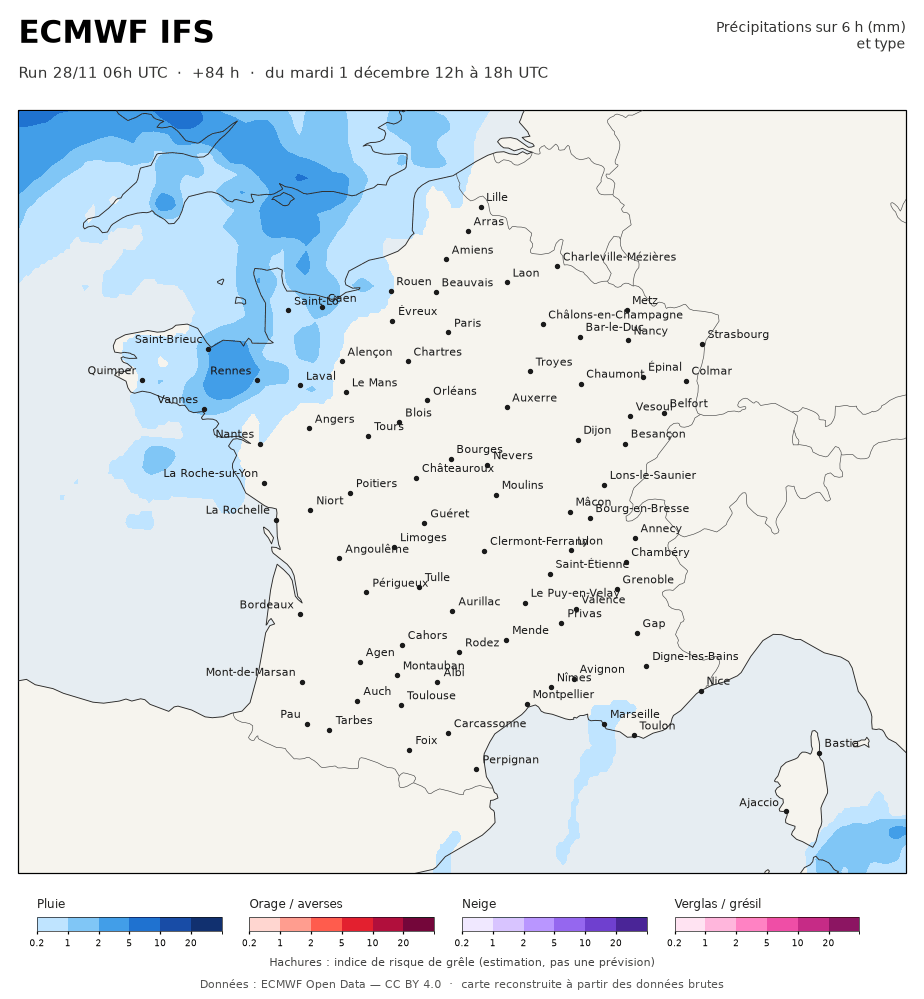 ECMWF IFS
Précipitations sur 6 h (mm)
et type
Run 28/11 06h UTC · +84 h · du mardi 1 décembre 12h à 18h UTC
Lille
Arras
Amiens
Charleville-Mézières
Laon
Rouen
Beauvais
Saint-Lô
Caen
Metz
Évreux
Châlons-en-Champagne
Paris
Bar-le-Duc
Nancy
Strasbourg
Saint-Brieuc
Alençon
Chartres
Quimper
Rennes
Laval
Le Mans
Troyes
Chaumont
Épinal
Colmar
Vannes
Orléans
Auxerre
Vesoul
Belfort
Blois
Angers
Tours
Nantes
Dijon
Besançon
Bourges
Nevers
La Roche-sur-Yon
Châteauroux
Lons-le-Saunier
Poitiers
Moulins
Niort
La Rochelle
Mâcon
Bourg-en-Bresse
Guéret
Annecy
Limoges
Angoulême
Clermont-Ferrand
Lyon
Chambéry
Saint-Étienne
Périgueux
Tulle
Grenoble
Le Puy-en-Velay
Valence
Bordeaux
Aurillac
Privas
Gap
Cahors
Rodez
Mende
Agen
Digne-les-Bains
Mont-de-Marsan
Montauban
Albi
Nîmes
Avignon
Nice
Auch
Toulouse
Montpellier
Pau
Tarbes
Marseille
Toulon
Carcassonne
Foix
Bastia
Perpignan
Ajaccio
Pluie
Orage / averses
Neige
Verglas / grésil
0.2 1 2 5 10 20
0.2 1 2 5 10 20
0.2 1 2 5 10 20
0.2 1 2 5 10 20
Hachures : indice de risque de grêle (estimation, pas une prévision)
Données : ECMWF Open Data — CC BY 4.0 · carte reconstruite à partir des données brutes